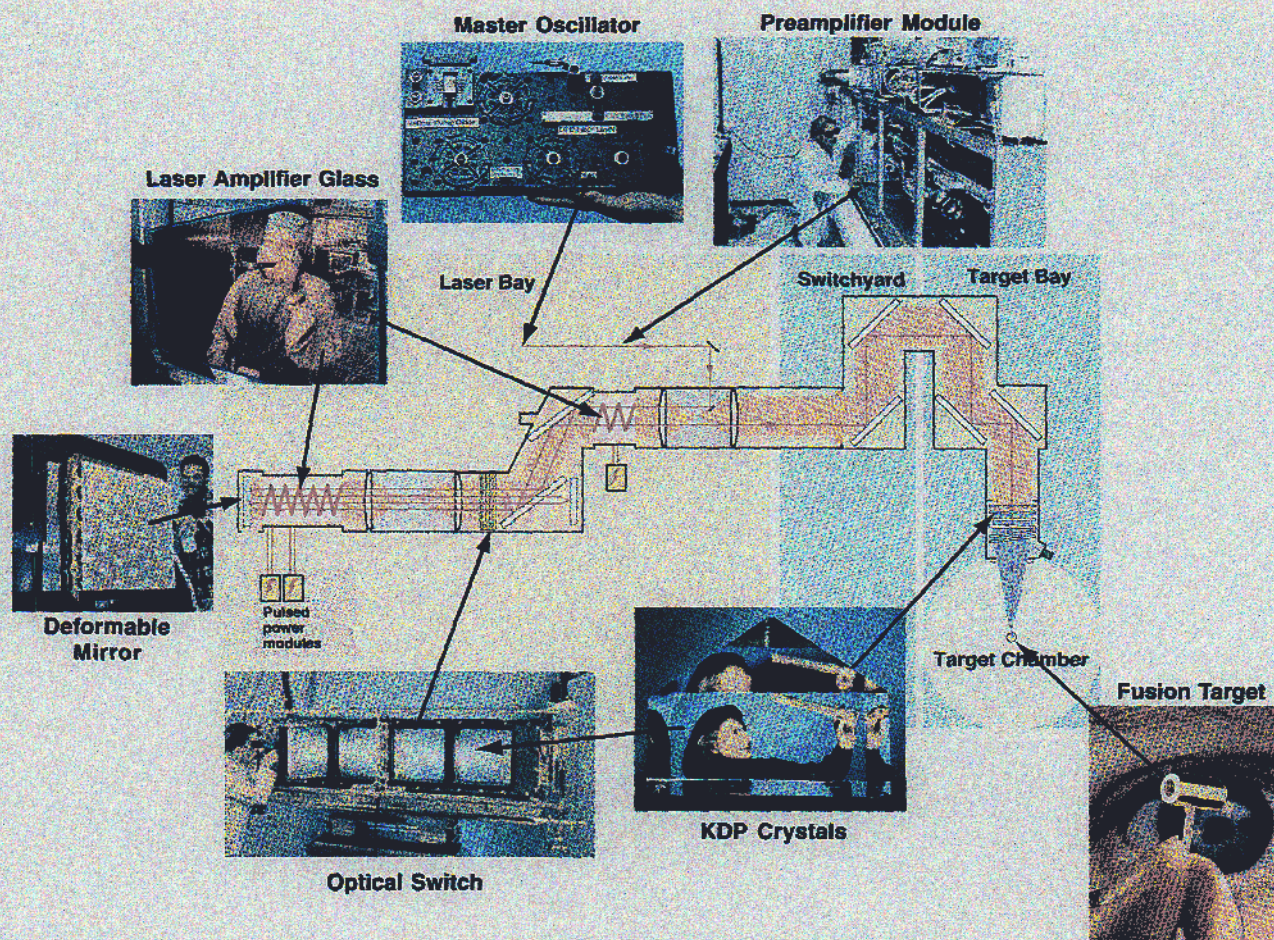 Master Oscillator
Preamplifier Module
Laser Amplifier Glass
Laser Bay
Switchyard
Target Bay
Deformable
Mirror
Pulsed
power
modules
Target Chamber
Fusion Target
KDP Crystals
Optical Switch